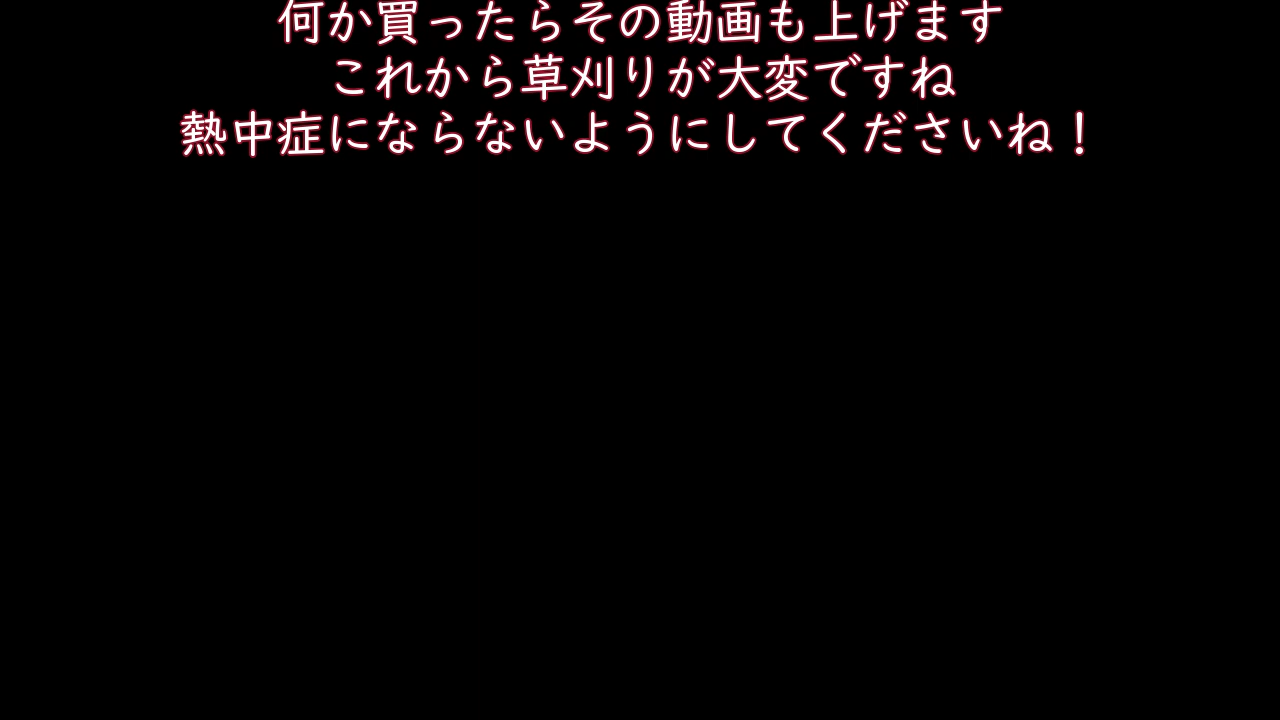 何か買ったらその動画も上げます
これから草刈りが大変ですね
熱中症にならないようにしてくださいね！